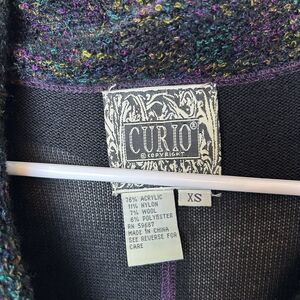 CURIO®
© COPYRIGHT
XS
76% ACRYLIC
11% NYLON
7% WOOL
6% POLYESTER
RN 59667
MADE IN CHINA
SEE REVERSE FOR
CARE